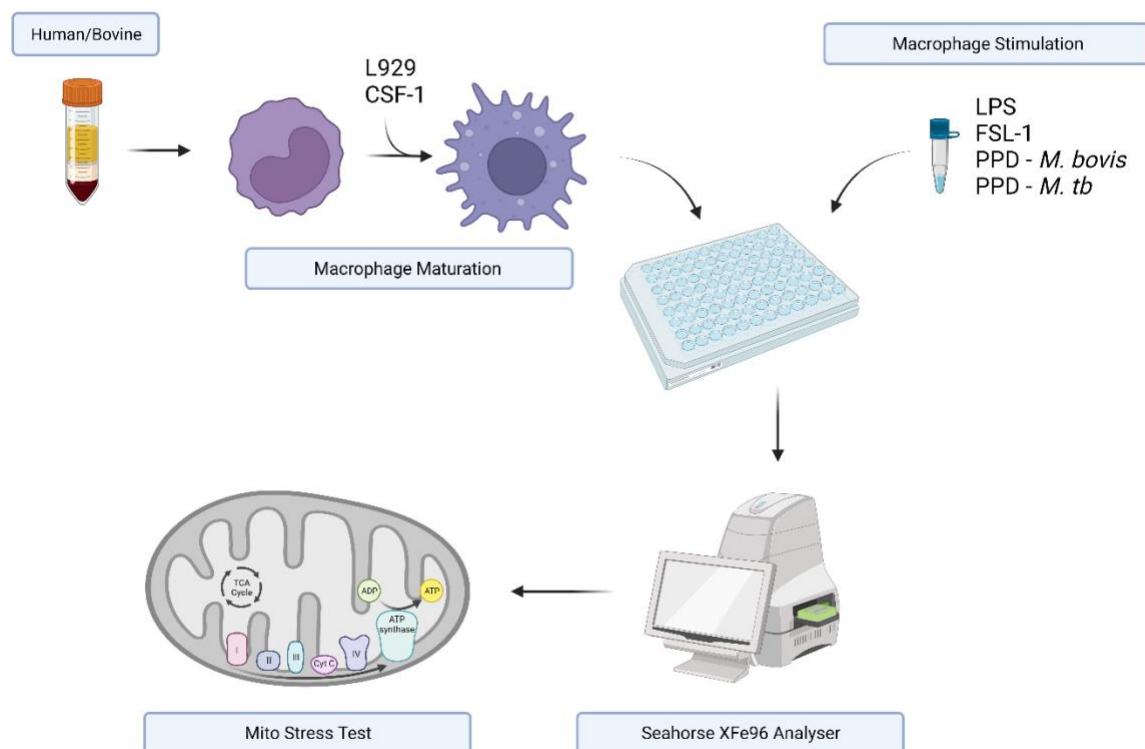 Human/Bovine
L929
CSF-1
Macrophage Maturation
Macrophage Stimulation
LPS
FSL-1
PPD - M. bovis
PPD - M. tb
TCA
Cycle
ADP
ATP
ATP
synthase
I
II
III
Cyt C
IV
Mito Stress Test
Seahorse XFe96 Analyser